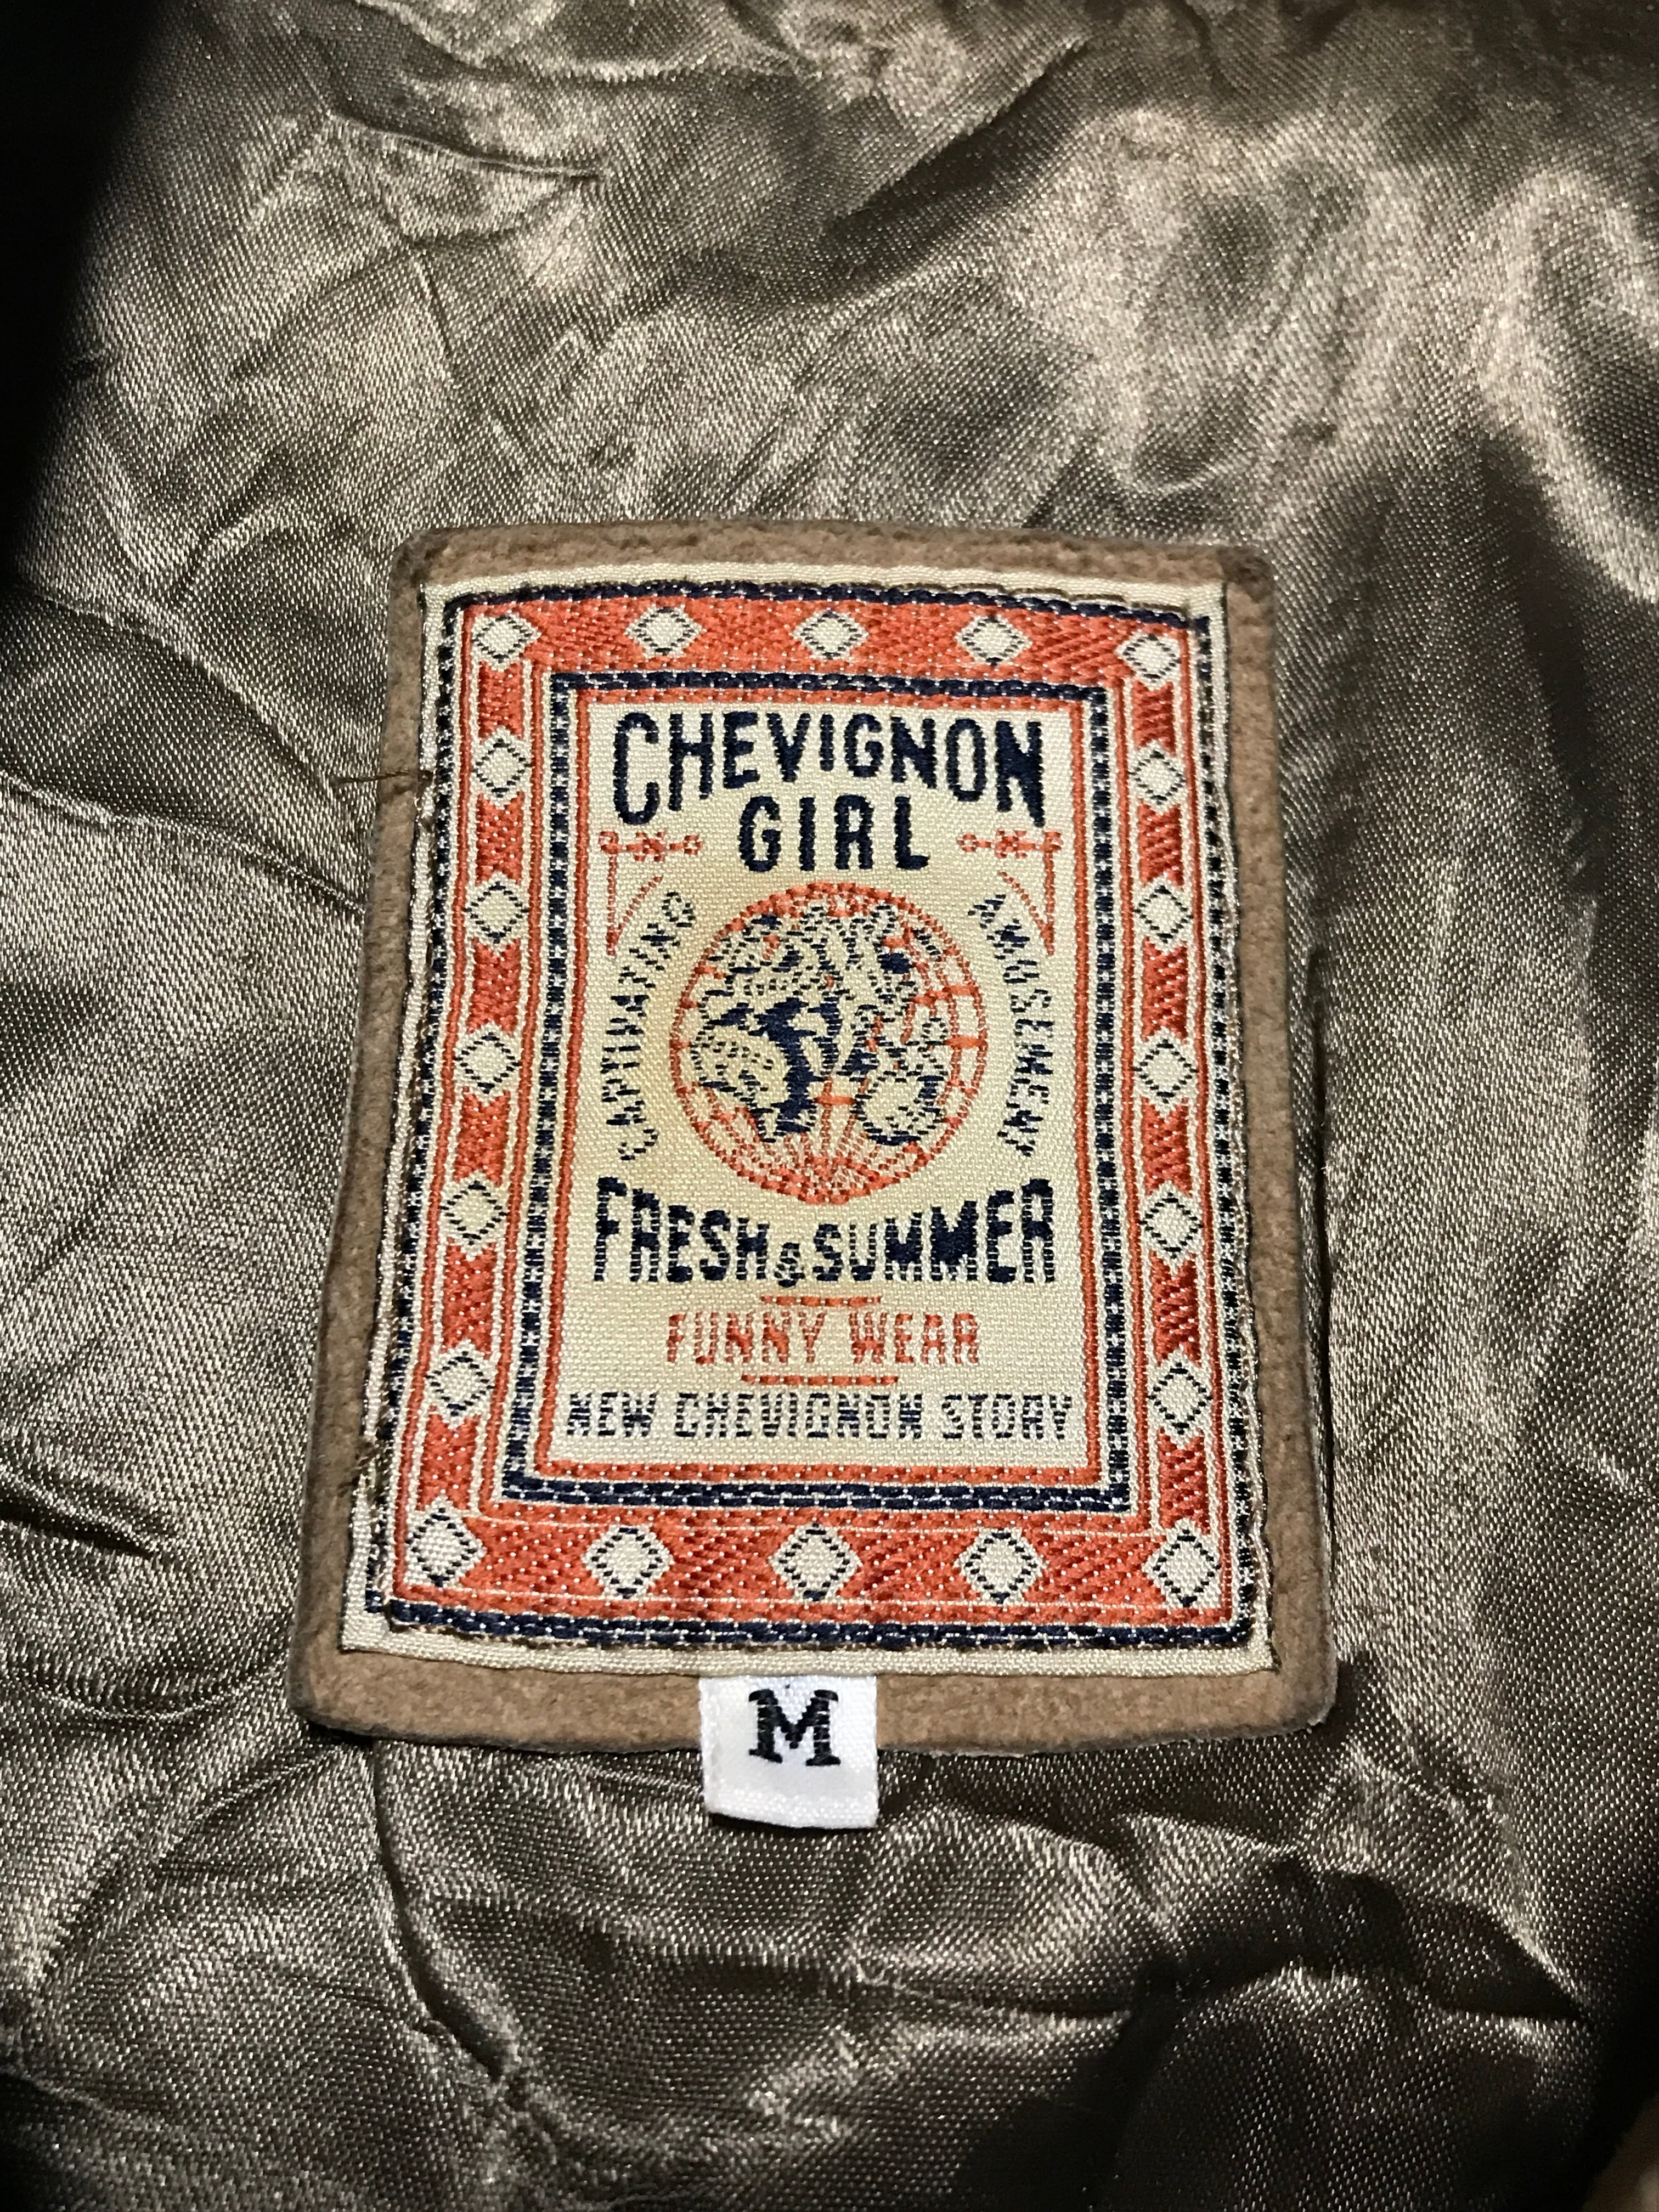 CHEVIGNON
GIRL
CAPTIVATING
AMUSEMENT
FRESH & SUMMER
FUNNY WEAR
NEW CHEVIGNON STORY
M